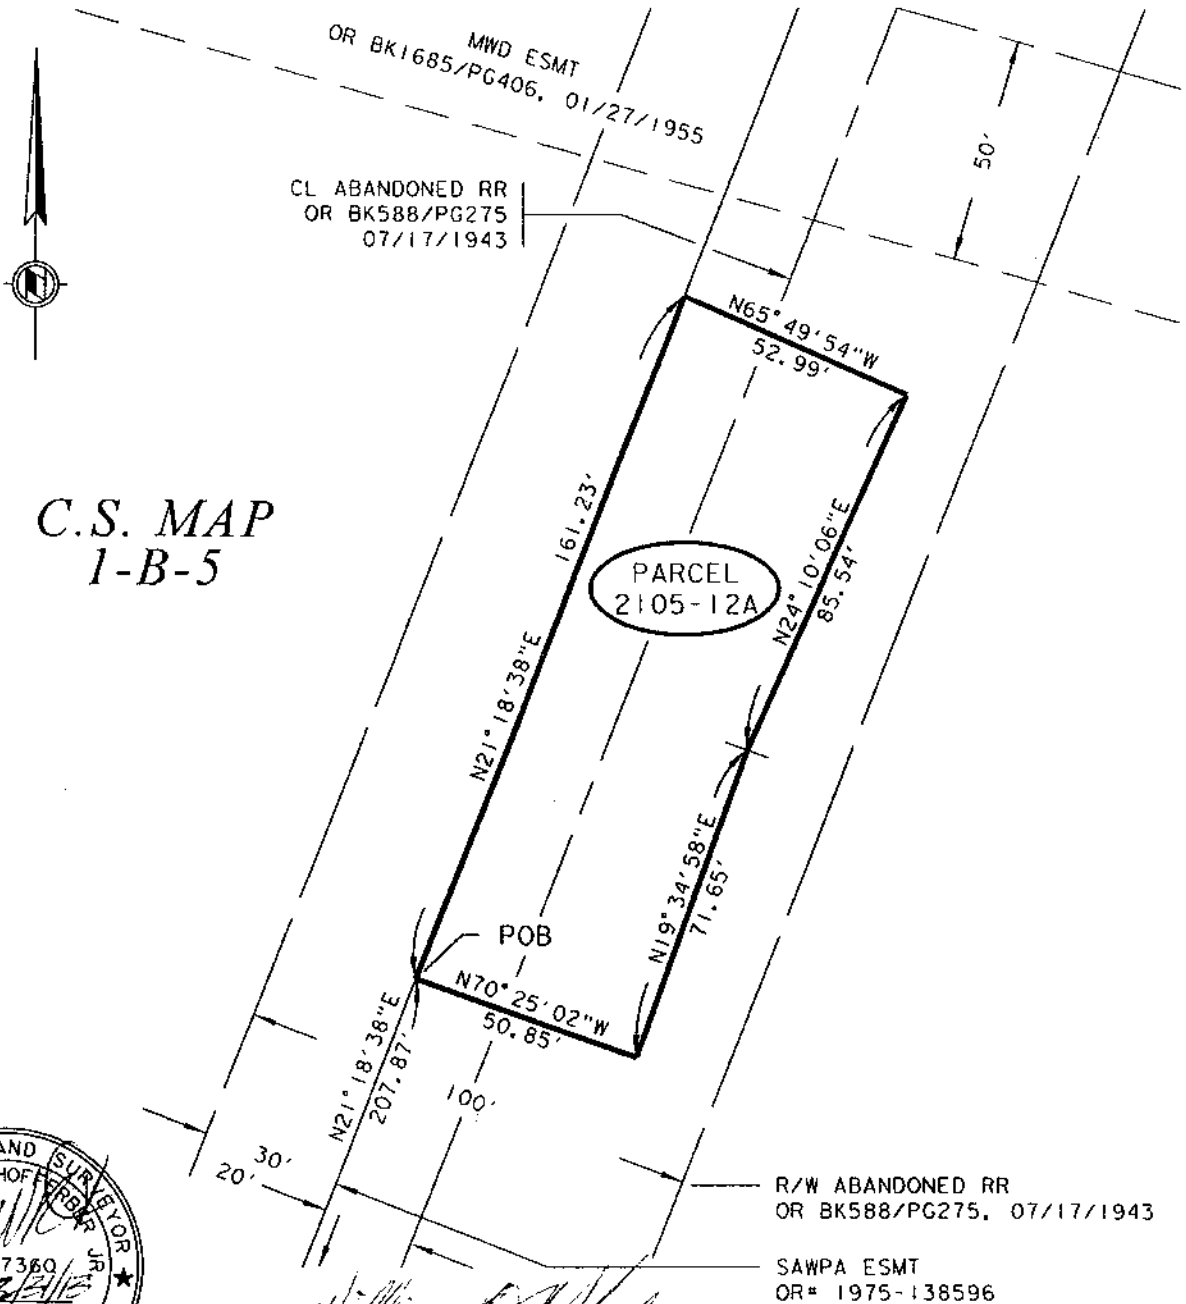 MWD ESMT
OR BK1685/PG406, 01/27/1955
50'
CL ABANDONED RR
OR BK588/PG275
07/17/1943
N
N65°49'54"W
52.99'
C.S. MAP
1-B-5
161.23'
N21°18'38"E
PARCEL
2105-12A
N24°10'06"E
85.54'
N19°34'58"E
71.65'
POB
N70°25'02"W
50.85'
N21°18'38"E
207.87'
100'
30'
20'
R/W ABANDONED RR
OR BK588/PG275, 07/17/1943
SAWPA ESMT
OR# 1975-138596
LAND SURVEYOR
HOFFERBER JR.
7360